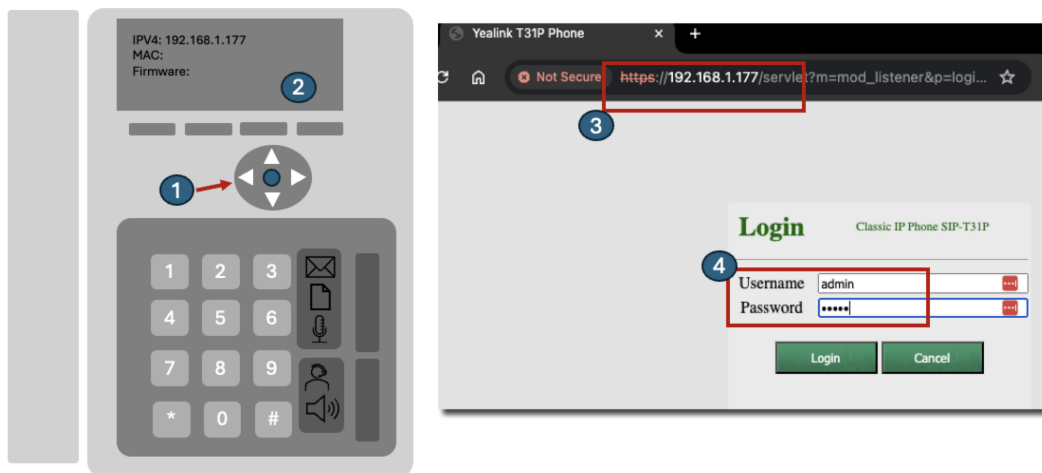 IPV4: 192.168.1.177
MAC:
Firmware:
2
1
1 2 3
4 5 6
7 8 9
* 0 #
Yealink T31P Phone × +
Not Secure https://192.168.1.177/servlet?m=mod_listener&p=logi...
3
Login Classic IP Phone SIP-T31P
4
Username admin
Password •••••
Login Cancel